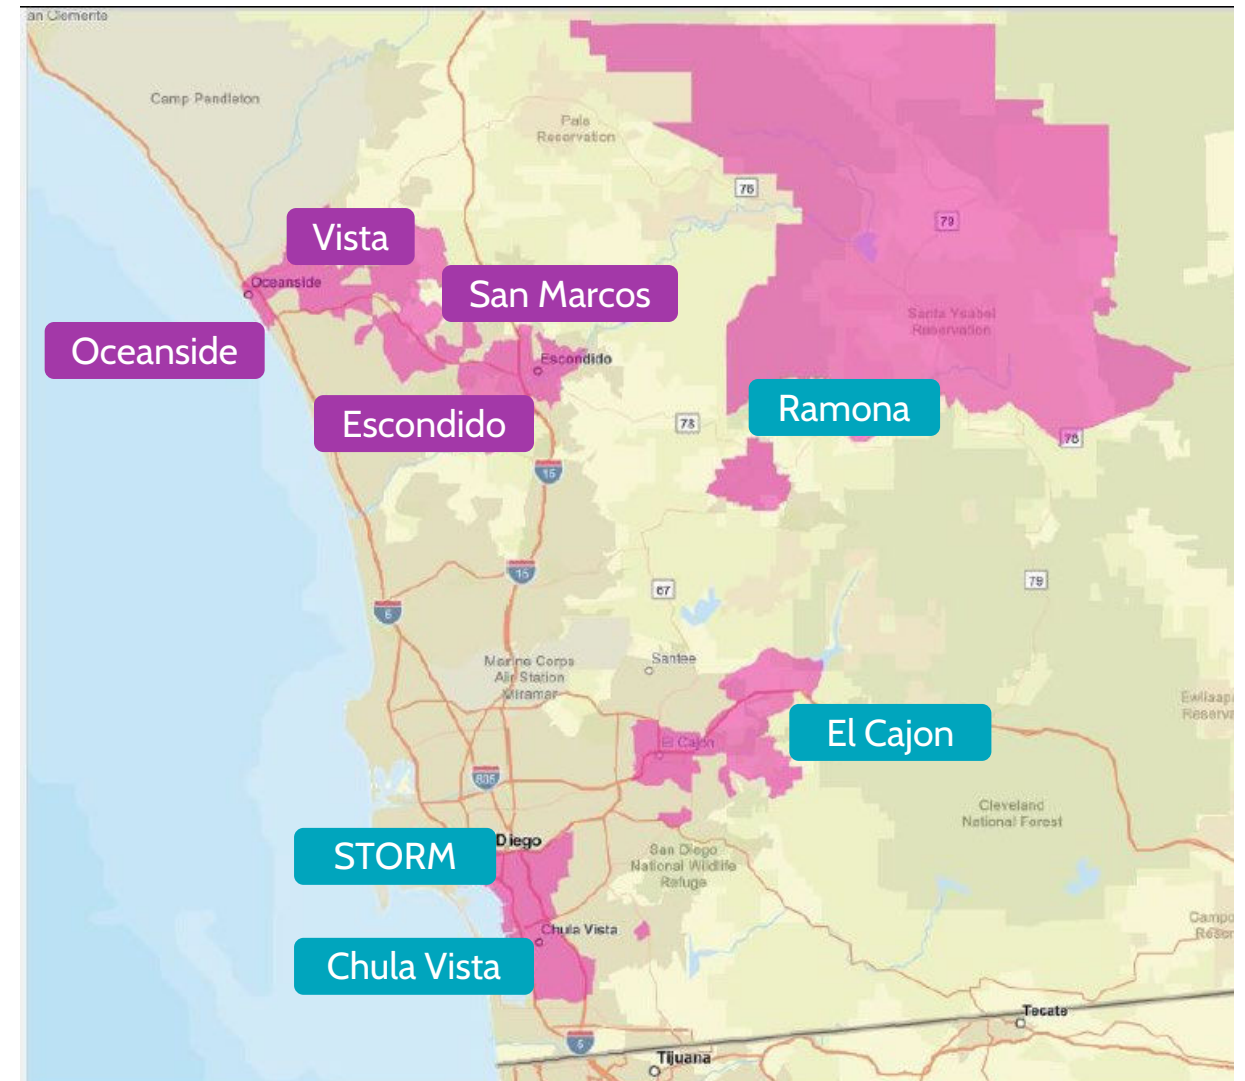 an Clemente
Camp Pendleton
Pala
Reservation
76
Vista
79
Oceanside
San Marcos
Santa Ysabel
Reservation
Oceanside
Escondido
Ramona
Escondido
78
78
15
15
79
67
5
Santee
Marine Corps
Air Station
Miramar
El Cajon
El Cajon
805
Cleveland
National Forest
Diego
STORM
San Diego
National Wildlife
Refuge
Chula Vista
Chula Vista
Tecate
5
Tijuana